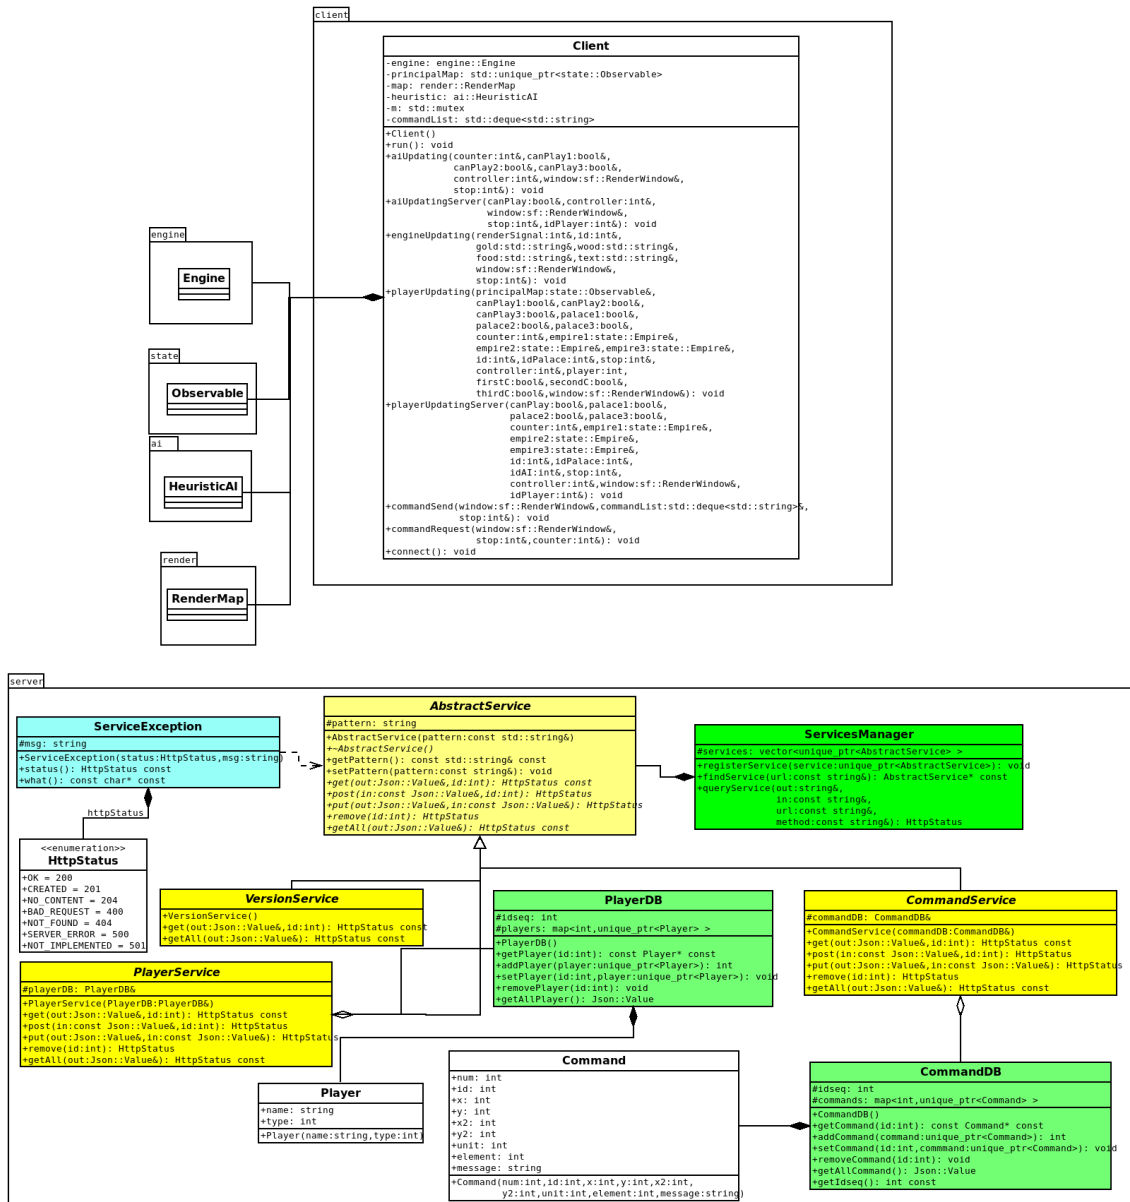 client
Client
-engine: engine::Engine
-principalMap: std::unique_ptr<state::Observable>
-map: render::RenderMap
-heuristic: ai::HeuristicAI
-m: std::mutex
-commandList: std::deque<std::string>
+Client()
+run(): void
+aiUpdating(counter:int&,canPlay1:bool&,
canPlay2:bool&,canPlay3:bool&,
controller:int&,window:sf::RenderWindow&,
stop:int&): void
+aiUpdatingServer(canPlay:bool&,controller:int&,
window:sf::RenderWindow&,
stop:int&,idPlayer:int&): void
+engineUpdating(renderSignal:int&,id:int&,
gold:std::string&,wood:std::string&,
food:std::string&,text:std::string&,
window:sf::RenderWindow&,
stop:int&): void
+playerUpdating(principalMap:state::Observable&,
canPlay1:bool&,canPlay2:bool&,
canPlay3:bool&,palace1:bool&,
palace2:bool&,palace3:bool&,
counter:int&,empire1:state::Empire&,
empire2:state::Empire&,empire3:state::Empire&,
id:int&,idPalace:int&,stop:int&,
controller:int&,player:int,
firstC:bool&,secondC:bool&,
thirdC:bool&,window:sf::RenderWindow&): void
+playerUpdatingServer(canPlay:bool&,palace1:bool&,
palace2:bool&,palace3:bool&,
counter:int&,empire1:state::Empire&,
empire2:state::Empire&,
empire3:state::Empire&,
id:int&,idPalace:int&,
idAI:int&,stop:int&,
controller:int&,window:sf::RenderWindow&,
idPlayer:int&): void
+commandSend(window:sf::RenderWindow&,commandList:std::deque<std::string>&,
stop:int&): void
+commandRequest(window:sf::RenderWindow&,
stop:int&,counter:int&): void
+connect(): void
engine
Engine
state
Observable
ai
HeuristicAI
render
RenderMap
server
ServiceException
#msg: string
+ServiceException(status:HttpStatus,msg:string)
+status(): HttpStatus const
+what(): const char* const
httpStatus
<<enumeration>>
HttpStatus
+OK = 200
+CREATED = 201
+NO_CONTENT = 204
+BAD_REQUEST = 400
+NOT_FOUND = 404
+SERVER_ERROR = 500
+NOT_IMPLEMENTED = 501
AbstractService
#pattern: string
+AbstractService(pattern:const std::string&)
+~AbstractService()
+getPattern(): const std::string& const
+setPattern(pattern:const string&): void
+get(out:Json::Value&,id:int): HttpStatus const
+post(in:const Json::Value&,id:int): HttpStatus
+put(out:Json::Value&,in:const Json::Value&): HttpStatus
+remove(id:int): HttpStatus
+getAll(out:Json::Value&): HttpStatus const
ServicesManager
#services: vector<unique_ptr<AbstractService> >
+registerService(service:unique_ptr<AbstractService>): void
+findService(url:const string&): AbstractService* const
+queryService(out:string&,
in:const string&,
url:const string&,
method:const string&): HttpStatus
VersionService
+VersionService()
+get(out:Json::Value&,id:int): HttpStatus const
+getAll(out:Json::Value&): HttpStatus const
PlayerDB
#idseq: int
#players: map<int,unique_ptr<Player> >
+PlayerDB()
+getPlayer(id:int): const Player* const
+addPlayer(player:unique_ptr<Player>): int
+setPlayer(id:int,player:unique_ptr<Player>): void
+removePlayer(id:int): void
+getAllPlayer(): Json::Value
CommandService
#commandDB: CommandDB&
+CommandService(commandDB:CommandDB&)
+get(out:Json::Value&,id:int): HttpStatus const
+post(in:const Json::Value&,id:int): HttpStatus
+put(out:Json::Value&,in:const Json::Value&): HttpStatus
+remove(id:int): HttpStatus
+getAll(out:Json::Value&): HttpStatus const
PlayerService
#playerDB: PlayerDB&
+PlayerService(PlayerDB:PlayerDB&)
+get(out:Json::Value&,id:int): HttpStatus const
+post(in:const Json::Value&,id:int): HttpStatus
+put(out:Json::Value&,in:const Json::Value&): HttpStatus
+remove(id:int): HttpStatus
+getAll(out:Json::Value&): HttpStatus const
Player
+name: string
+type: int
+Player(name:string,type:int)
Command
+num: int
+id: int
+x: int
+y: int
+x2: int
+y2: int
+unit: int
+element: int
+message: string
+Command(num:int,id:int,x:int,y:int,x2:int,
y2:int,unit:int,element:int,message:string)
CommandDB
#idseq: int
#commands: map<int,unique_ptr<Command> >
+CommandDB()
+getCommand(id:int): const Command* const
+addCommand(command:unique_ptr<Command>): int
+setCommand(id:int,commmand:unique_ptr<Command>): void
+removeCommand(id:int): void
+getAllCommand(): Json::Value
+getIdseq(): int const